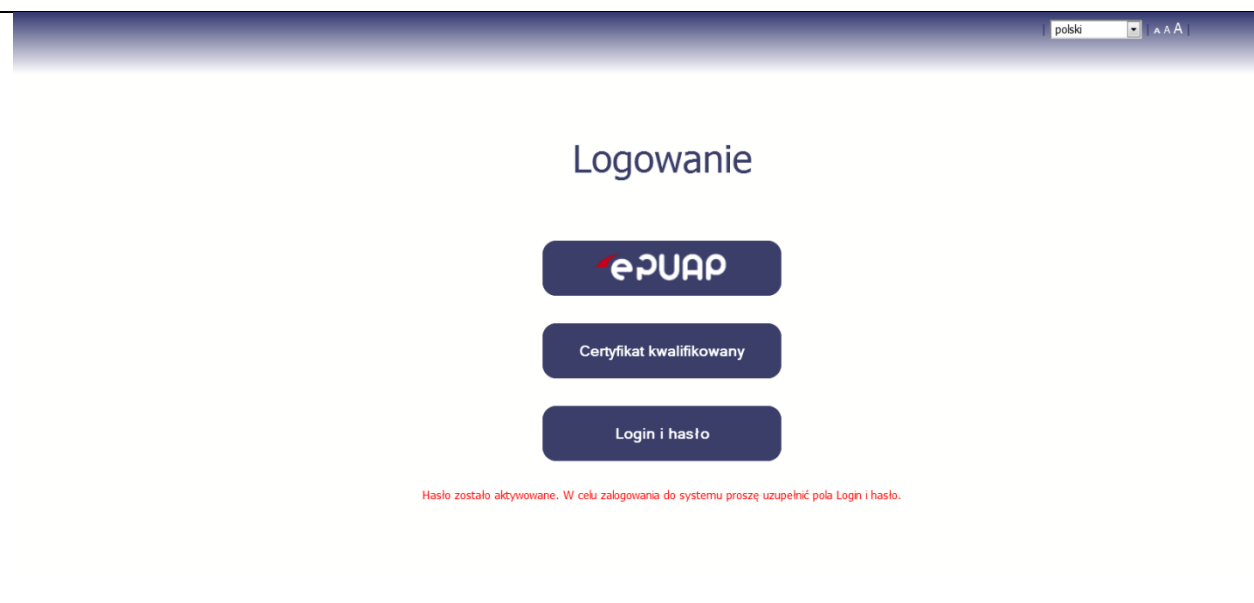 polski
A A A
Logowanie
ePUAP
Certyfikat kwalifikowany
Login i hasło
Hasło zostało aktywowane. W celu zalogowania do systemu proszę uzupełnić pola Login i hasło.